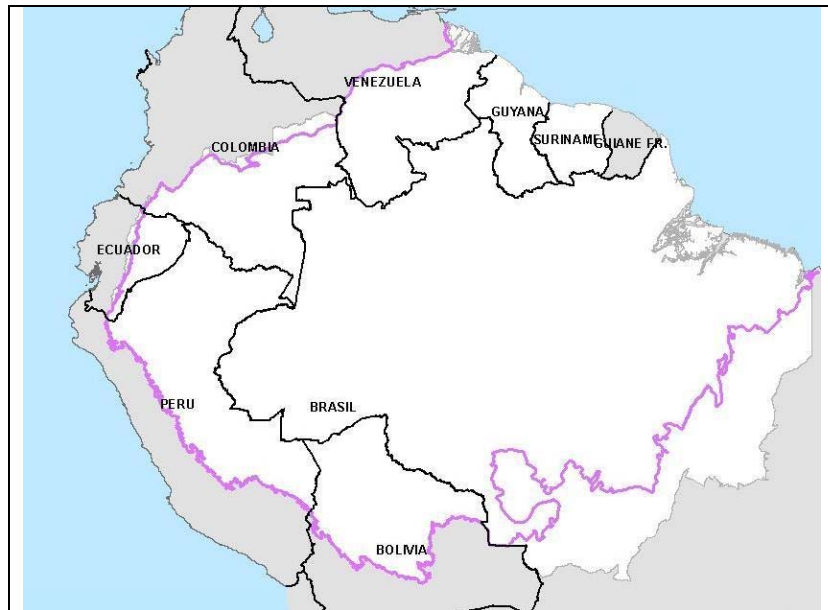 VENEZUELA
GUYANA
SURINAME
GUIANE FR.
COLOMBIA
ECUADOR
PERU
BRASIL
BOLIVIA